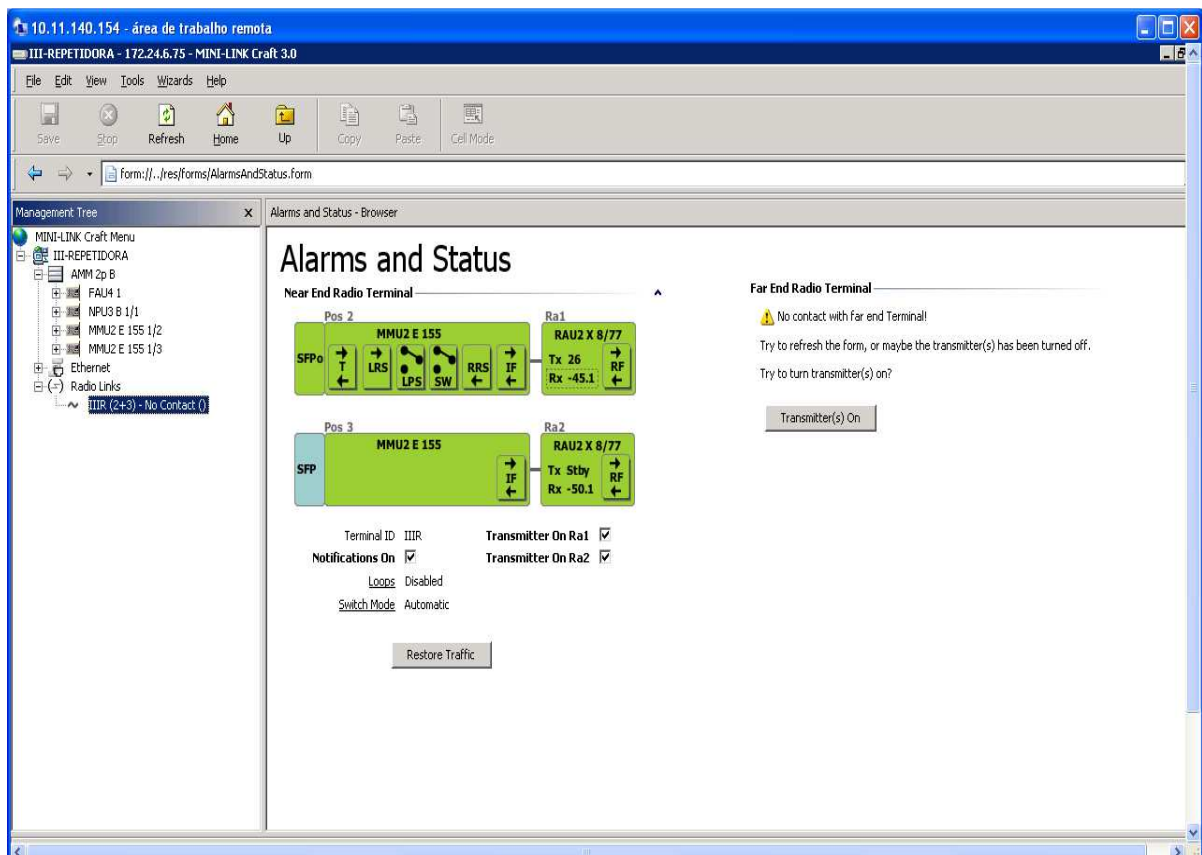 10.11.140.154 - área de trabalho remota
III-REPETIDORA - 172.24.6.75 - MINI-LINK Craft 3.0
File Edit View Tools Wizards Help
Save Stop Refresh Home Up Copy Paste Cell Mode
form://../res/forms/AlarmsAndStatus.form
Management Tree
MINI-LINK Craft Menu
III-REPETIDORA
AMM 2p B
FAU4 1
NPU3 B 1/1
MMU2 E 155 1/2
MMU2 E 155 1/3
Ethernet
Radio Links
IIIR (2+3) - No Contact ()
Alarms and Status - Browser
Alarms and Status
Near End Radio Terminal
Pos 2
Ra1
MMU2 E 155
RAU2 X 8/77
SFPo
T
LRS
LPS
SW
RRS
IF
Tx 26
Rx -45.1
RF
Pos 3
Ra2
MMU2 E 155
RAU2 X 8/77
SFP
IF
Tx Stby
Rx -50.1
RF
Terminal ID IIIR
Transmitter On Ra1
Notifications On
Transmitter On Ra2
Loops Disabled
Switch Mode Automatic
Restore Traffic
Far End Radio Terminal
No contact with far end Terminal!
Try to refresh the form, or maybe the transmitter(s) has been turned off.
Try to turn transmitter(s) on?
Transmitter(s) On